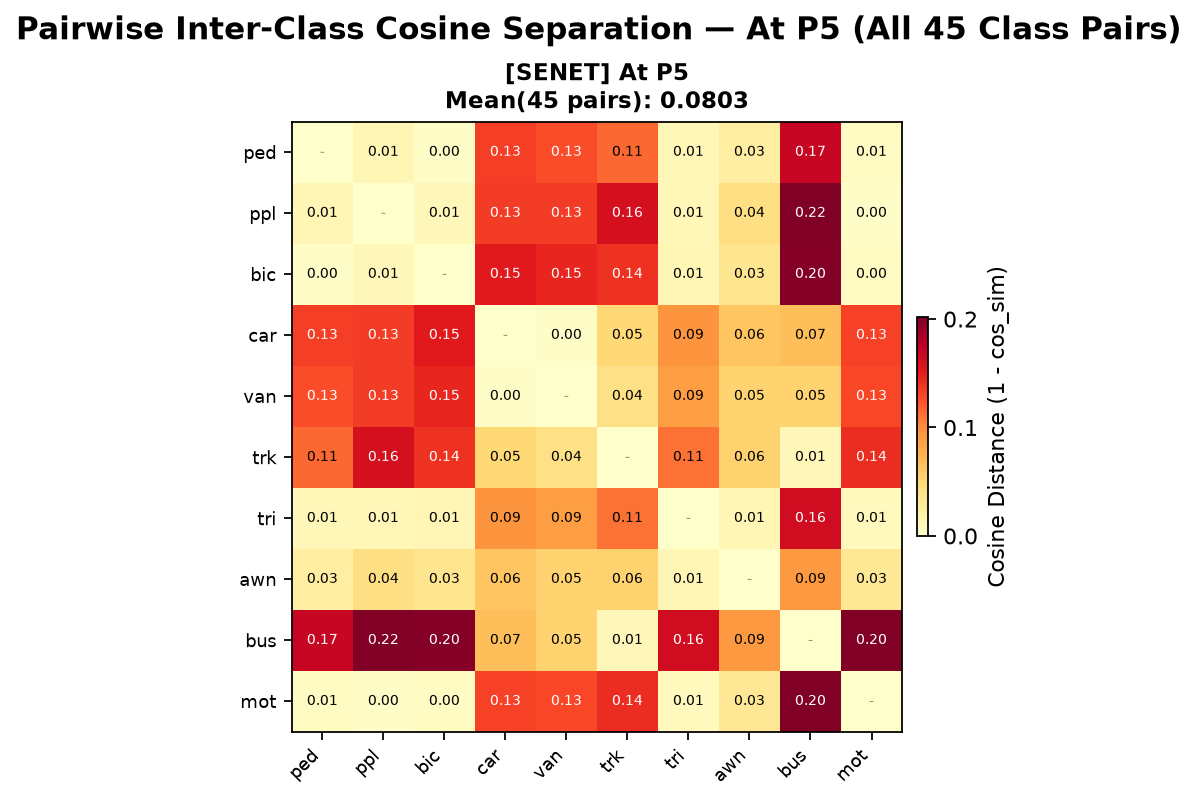 Pairwise Inter-Class Cosine Separation — At P5 (All 45 Class Pairs)
[SENET] At P5
Mean(45 pairs): 0.0803
ped - 0.01 0.00 0.13 0.13 0.11 0.01 0.03 0.17 0.01
ppl 0.01 - 0.01 0.13 0.13 0.16 0.01 0.04 0.22 0.00
bic 0.00 0.01 - 0.15 0.15 0.14 0.01 0.03 0.20 0.00
car 0.13 0.13 0.15 - 0.00 0.05 0.09 0.06 0.07 0.13
van 0.13 0.13 0.15 0.00 - 0.04 0.09 0.05 0.05 0.13
trk 0.11 0.16 0.14 0.05 0.04 - 0.11 0.06 0.01 0.14
tri 0.01 0.01 0.01 0.09 0.09 0.11 - 0.01 0.16 0.01
awn 0.03 0.04 0.03 0.06 0.05 0.06 0.01 - 0.09 0.03
bus 0.17 0.22 0.20 0.07 0.05 0.01 0.16 0.09 - 0.20
mot 0.01 0.00 0.00 0.13 0.13 0.14 0.01 0.03 0.20 -
ped ppl bic car van trk tri awn bus mot
0.2
0.1
0.0
Cosine Distance (1 - cos_sim)